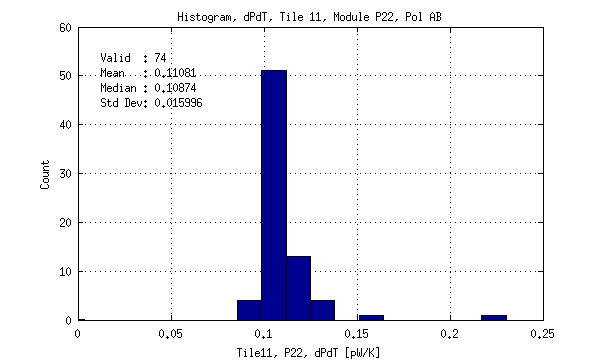 Histogram, dPdT, Tile 11, Module P22, Pol AB
60
50
40
30
20
10
0
Valid : 74
Mean : 0.11081
Median : 0.10874
Std Dev: 0.015996
Count
0 0.05 0.1 0.15 0.2 0.25
Tile11, P22, dPdT [pW/K]